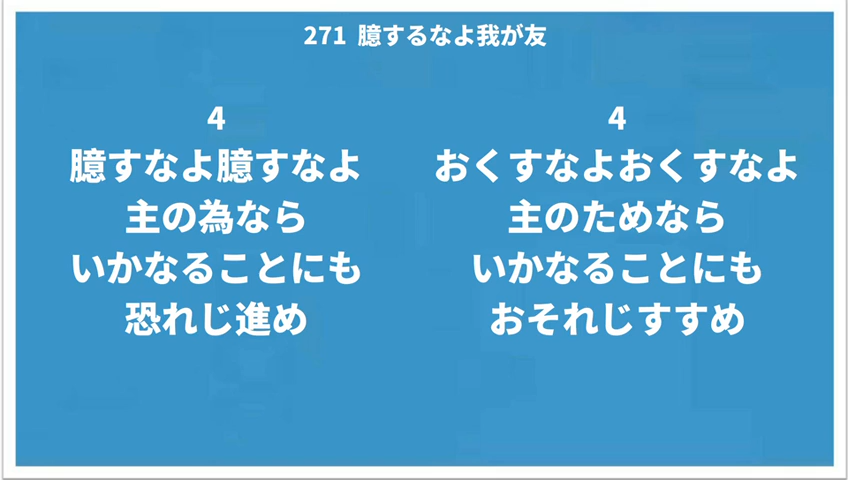 271 臆するなよ我が友
4
臆すなよ臆すなよ
主の為なら
いかなることにも
恐れじ進め
4
おくすなよおくすなよ
主のためなら
いかなることにも
おそれじすすめ